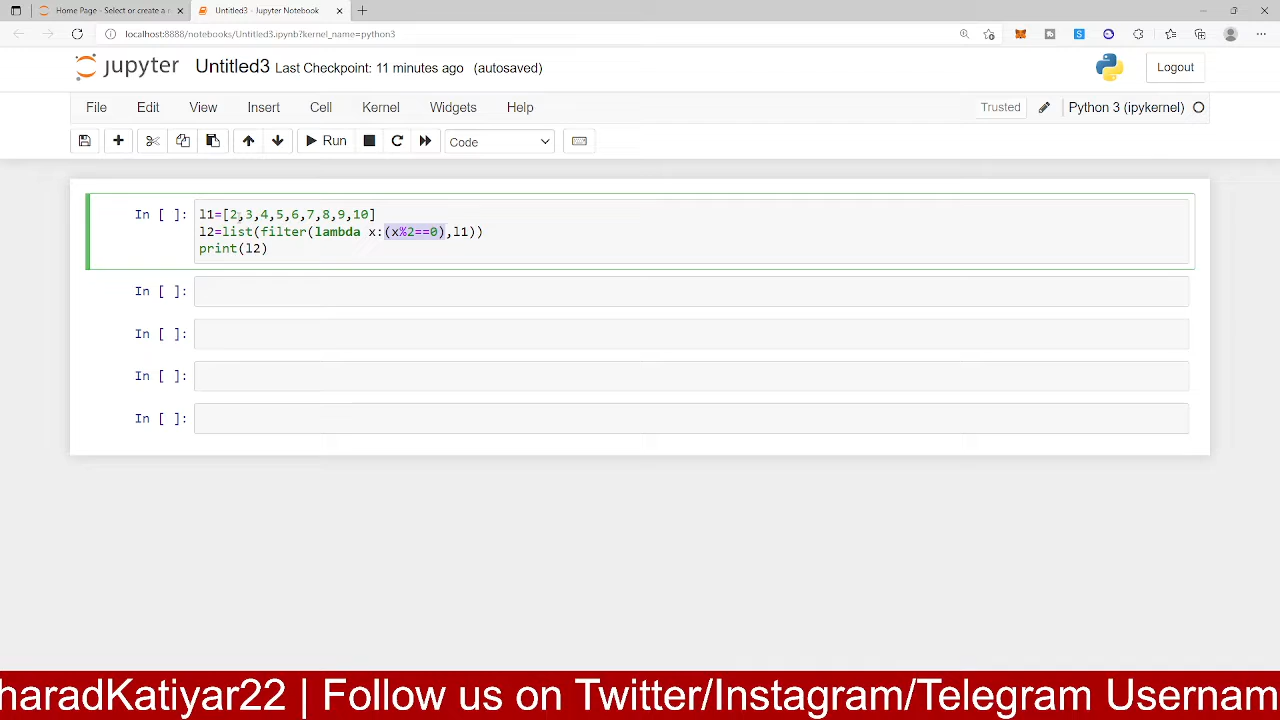 Home Page - Select or create a n
Untitled3 - Jupyter Notebook
localhost:8888/notebooks/Untitled3.ipynb?kernel_name=python3
jupyter Untitled3 Last Checkpoint: 11 minutes ago (autosaved)
Logout
File Edit View Insert Cell Kernel Widgets Help
Trusted Python 3 (ipykernel)
Run Code
In [ ]: l1=[2,3,4,5,6,7,8,9,10]
l2=list(filter(lambda x:(x%2==0),l1))
print(l2)
In [ ]:
In [ ]:
In [ ]:
In [ ]:
haradKatiyar22 | Follow us on Twitter/Instagram/Telegram Usernam